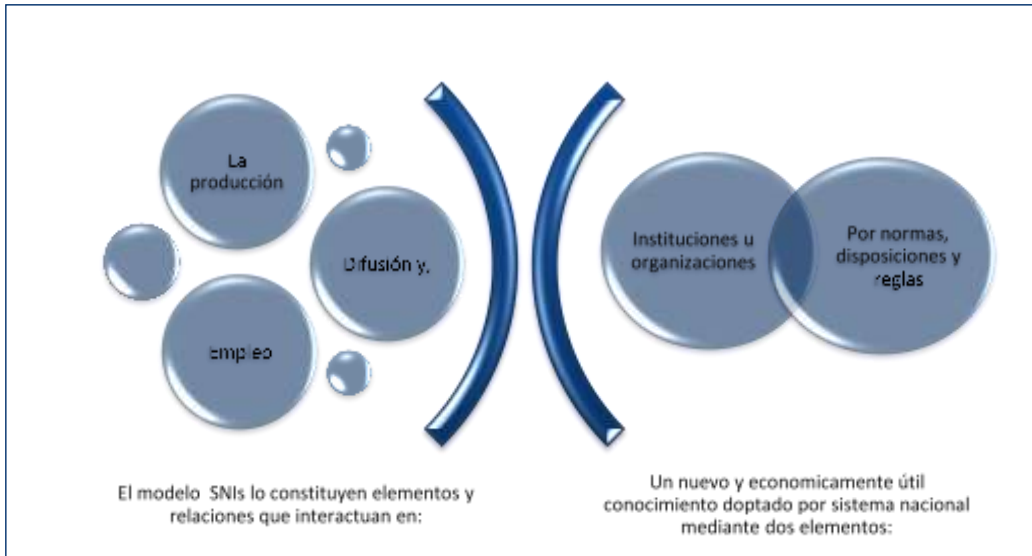 La
producción
Difusión y,
Empleo
El modelo SNIs lo constituyen elementos y
relaciones que interactuan en:
Instituciones u
organizaciones
Por normas,
disposiciones y
reglas
Un nuevo y economicamente útil
conocimiento doptado por sistema nacional
mediante dos elementos: